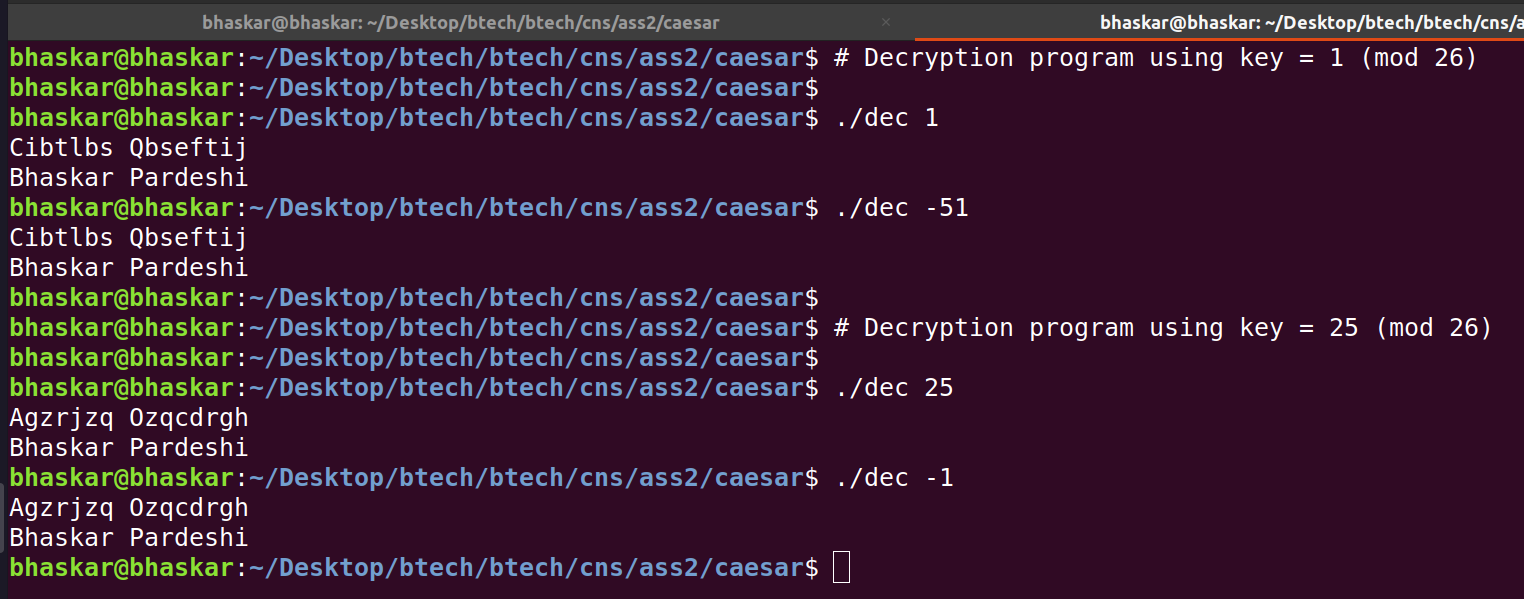 bhaskar@bhaskar: ~/Desktop/btech/btech/cns/ass2/caesar × bhaskar@bhaskar: ~/Desktop/btech/btech/cns/a
bhaskar@bhaskar:~/Desktop/btech/btech/cns/ass2/caesar$ # Decryption program using key = 1 (mod 26)
bhaskar@bhaskar:~/Desktop/btech/btech/cns/ass2/caesar$
bhaskar@bhaskar:~/Desktop/btech/btech/cns/ass2/caesar$ ./dec 1
Cibtlbs Qbseftij
Bhaskar Pardeshi
bhaskar@bhaskar:~/Desktop/btech/btech/cns/ass2/caesar$ ./dec -51
Cibtlbs Qbseftij
Bhaskar Pardeshi
bhaskar@bhaskar:~/Desktop/btech/btech/cns/ass2/caesar$
bhaskar@bhaskar:~/Desktop/btech/btech/cns/ass2/caesar$ # Decryption program using key = 25 (mod 26)
bhaskar@bhaskar:~/Desktop/btech/btech/cns/ass2/caesar$
bhaskar@bhaskar:~/Desktop/btech/btech/cns/ass2/caesar$ ./dec 25
Agzrjzq Ozqcdrgh
Bhaskar Pardeshi
bhaskar@bhaskar:~/Desktop/btech/btech/cns/ass2/caesar$ ./dec -1
Agzrjzq Ozqcdrgh
Bhaskar Pardeshi
bhaskar@bhaskar:~/Desktop/btech/btech/cns/ass2/caesar$